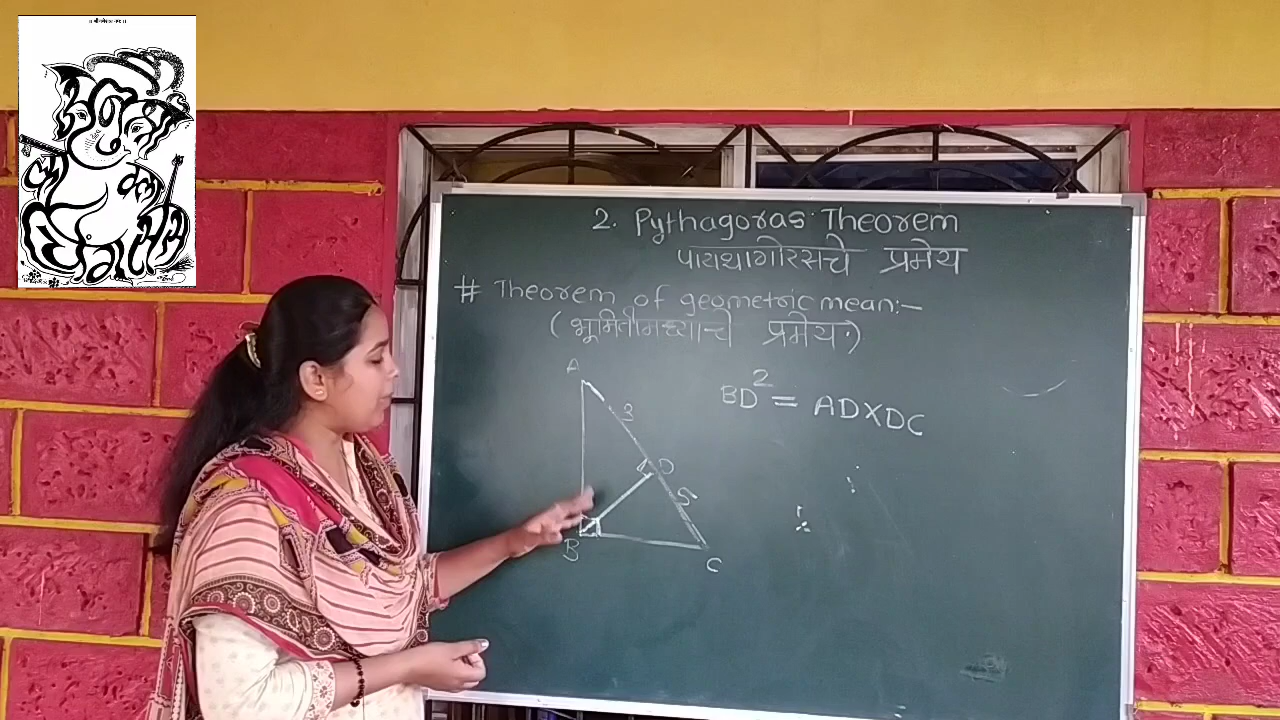 2. Pythagoras Theorem
पायथागोरसचे प्रमेय
# Theorem of geometric mean:-
(भूमितीमध्याचे प्रमेय)
A
3
BD² = AD×DC
D
5
B
C